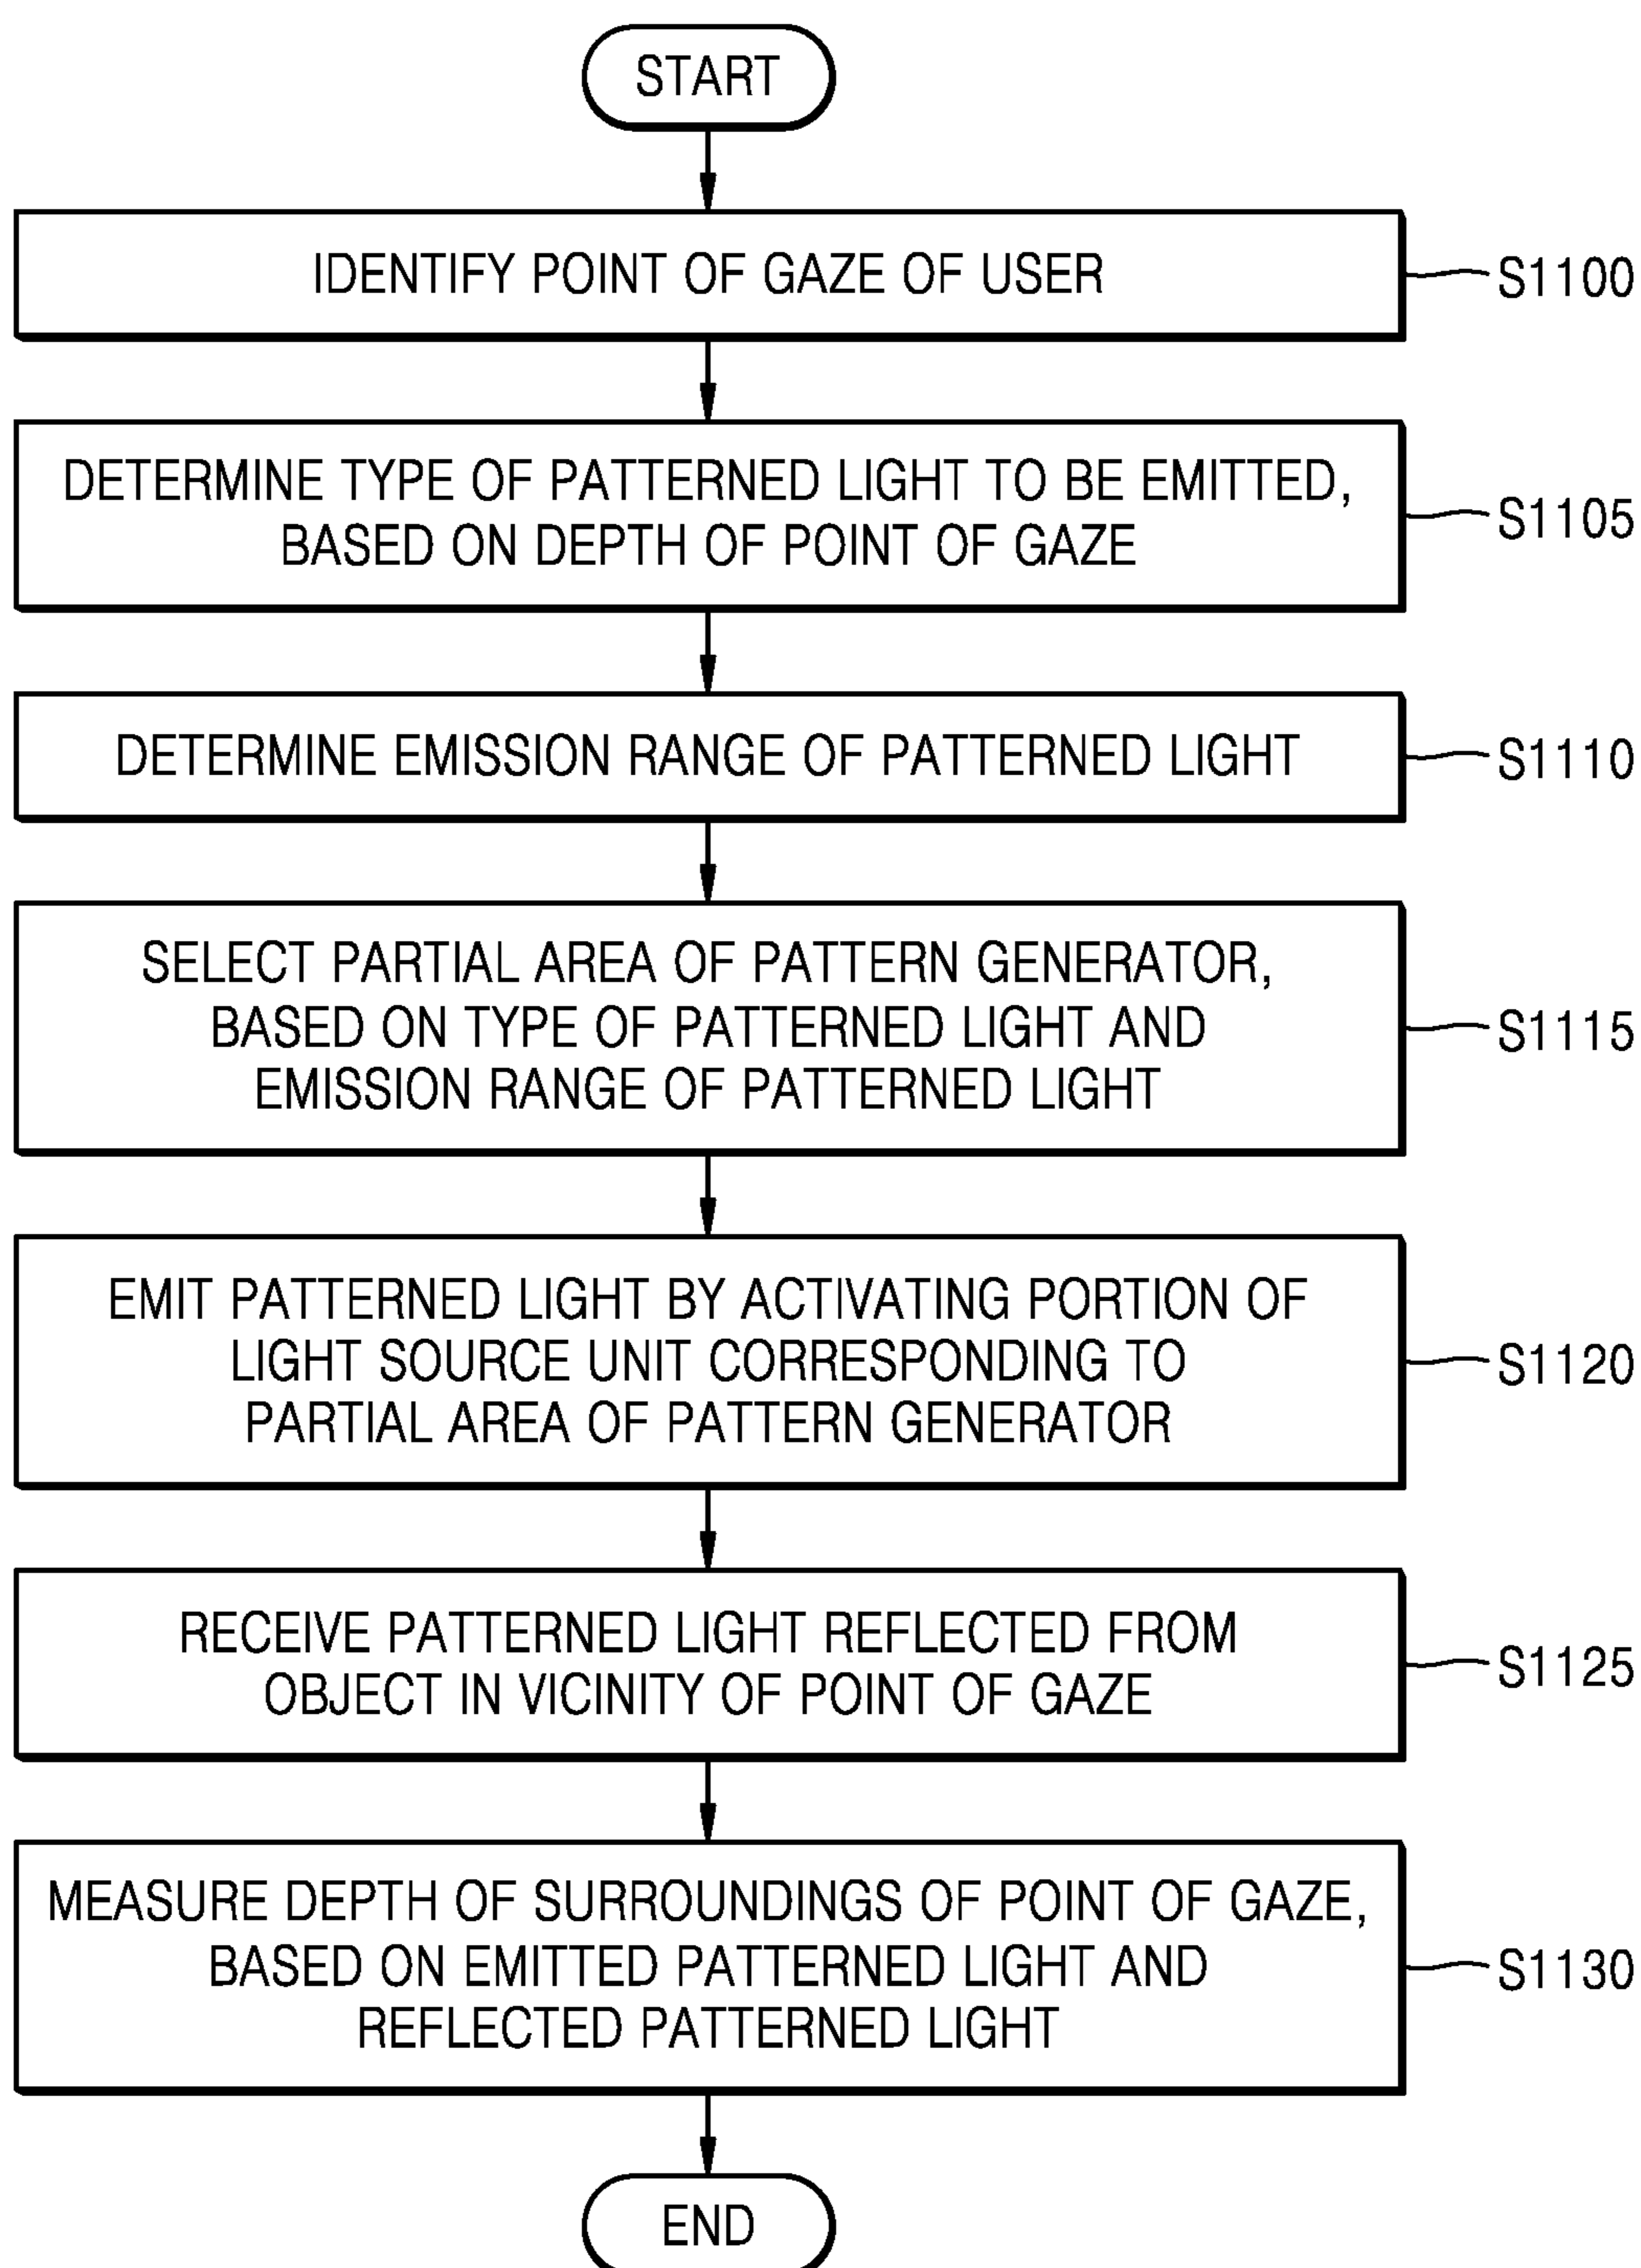 START
IDENTIFY POINT OF GAZE OF USER
S1100
DETERMINE TYPE OF PATTERNED LIGHT TO BE EMITTED,
BASED ON DEPTH OF POINT OF GAZE
S1105
DETERMINE EMISSION RANGE OF PATTERNED LIGHT
S1110
SELECT PARTIAL AREA OF PATTERN GENERATOR,
BASED ON TYPE OF PATTERNED LIGHT AND
EMISSION RANGE OF PATTERNED LIGHT
S1115
EMIT PATTERNED LIGHT BY ACTIVATING PORTION OF
LIGHT SOURCE UNIT CORRESPONDING TO
PARTIAL AREA OF PATTERN GENERATOR
S1120
RECEIVE PATTERNED LIGHT REFLECTED FROM
OBJECT IN VICINITY OF POINT OF GAZE
S1125
MEASURE DEPTH OF SURROUNDINGS OF POINT OF GAZE,
BASED ON EMITTED PATTERNED LIGHT AND
REFLECTED PATTERNED LIGHT
S1130
END